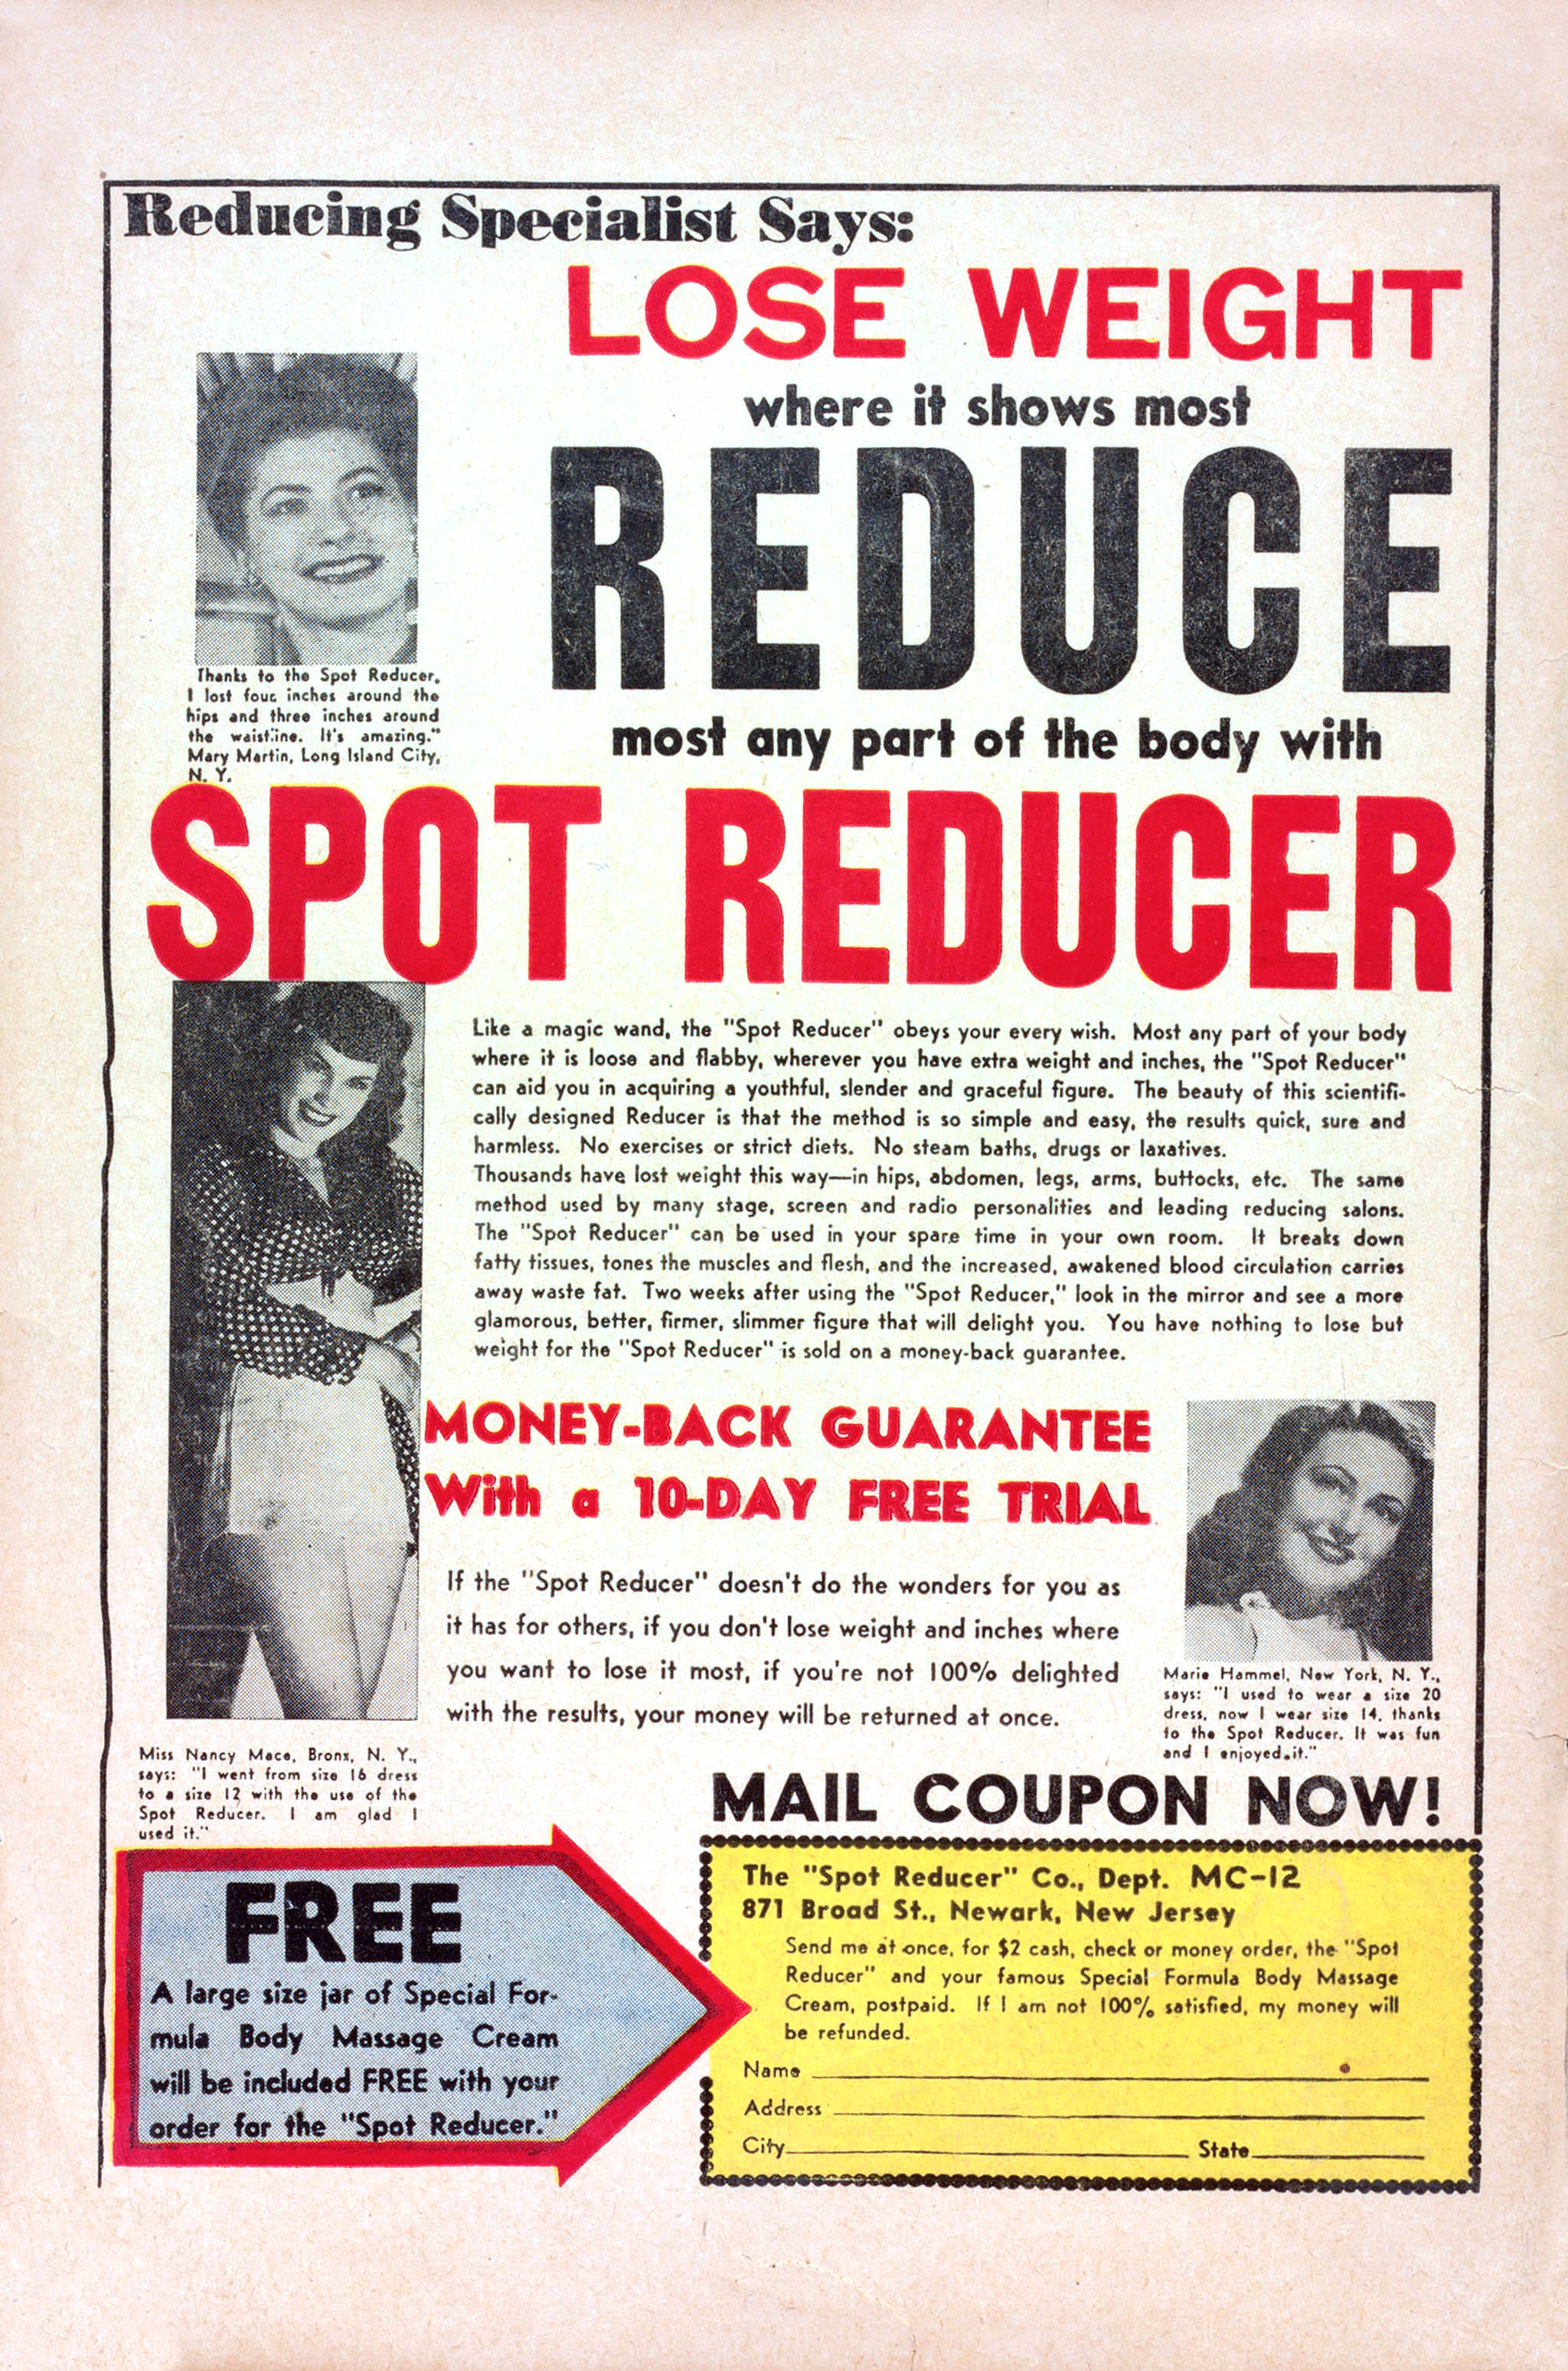 Reducing Specialist Says:
LOSE WEIGHT
where it shows most
REDUCE
most any part of the body with
SPOT REDUCER
Thanks to the Spot Reducer,
I lost four inches around the
hips and three inches around
the waistline. It's amazing."
Mary Martin, Long Island City,
N. Y.
Like a magic wand, the "Spot Reducer" obeys your every wish. Most any part of your body
where it is loose and flabby, wherever you have extra weight and inches, the "Spot Reducer"
can aid you in acquiring a youthful, slender and graceful figure. The beauty of this scientifi-
cally designed Reducer is that the method is so simple and easy, the results quick, sure and
harmless. No exercises or strict diets. No steam baths, drugs or laxatives.
Thousands have lost weight this way—in hips, abdomen, legs, arms, buttocks, etc. The same
method used by many stage, screen and radio personalities and leading reducing salons.
The "Spot Reducer" can be used in your spare time in your own room. It breaks down
fatty tissues, tones the muscles and flesh, and the increased, awakened blood circulation carries
away waste fat. Two weeks after using the "Spot Reducer," look in the mirror and see a more
glamorous, better, firmer, slimmer figure that will delight you. You have nothing to lose but
weight for the "Spot Reducer" is sold on a money-back guarantee.
MONEY-BACK GUARANTEE
With a 10-DAY FREE TRIAL
If the "Spot Reducer" doesn't do the wonders for you as
it has for others, if you don't lose weight and inches where
you want to lose it most, if you're not 100% delighted
with the results, your money will be returned at once.
Marie Hammel, New York, N. Y.,
says: "I used to wear a size 20
dress, now I wear size 14, thanks
to the Spot Reducer. It was fun
and I enjoyed it."
Miss Nancy Mace, Bronx, N. Y.,
says: "I went from size 16 dress
to a size 12 with the use of the
Spot Reducer. I am glad I
used it."
MAIL COUPON NOW!
FREE
A large size jar of Special For-
mula Body Massage Cream
will be included FREE with your
order for the "Spot Reducer."
The "Spot Reducer" Co., Dept. MC-12
871 Broad St., Newark, New Jersey
Send me at once, for $2 cash, check or money order, the "Spot
Reducer" and your famous Special Formula Body Massage
Cream, postpaid. If I am not 100% satisfied, my money will
be refunded.
Name
Address
City State